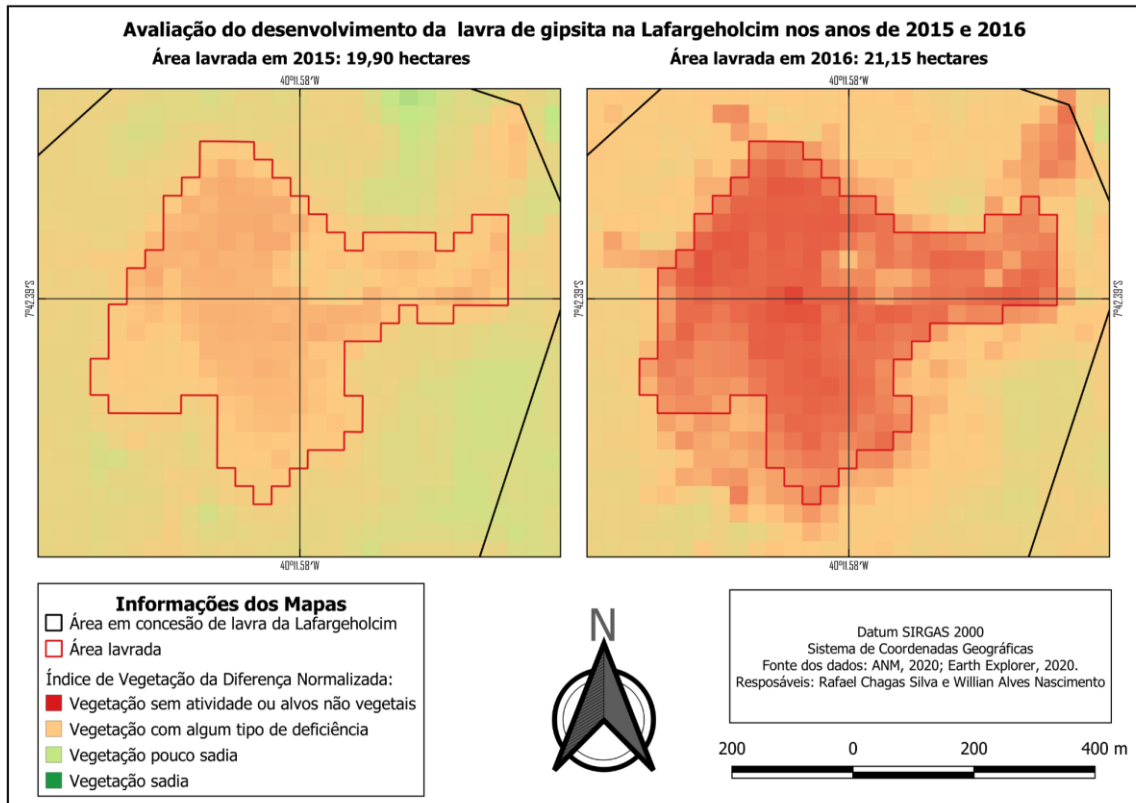 Avaliação do desenvolvimento da lavra de gipsita na Lafargeholcim nos anos de 2015 e 2016
Área lavrada em 2015: 19,90 hectares
Área lavrada em 2016: 21,15 hectares
40°11.58'W
40°11.58'W
7°42.39'S
7°42.39'S
7°42.39'S
40°11.58'W
40°11.58'W
Informações dos Mapas
Área em concesão de lavra da Lafargeholcim
Área lavrada
Índice de Vegetação da Diferença Normalizada:
Vegetação sem atividade ou alvos não vegetais
Vegetação com algum tipo de deficiência
Vegetação pouco sadia
Vegetação sadia
N
Datum SIRGAS 2000
Sistema de Coordenadas Geográficas
Fonte dos dados: ANM, 2020; Earth Explorer, 2020.
Resposáveis: Rafael Chagas Silva e Willian Alves Nascimento
200 0 200 400 m